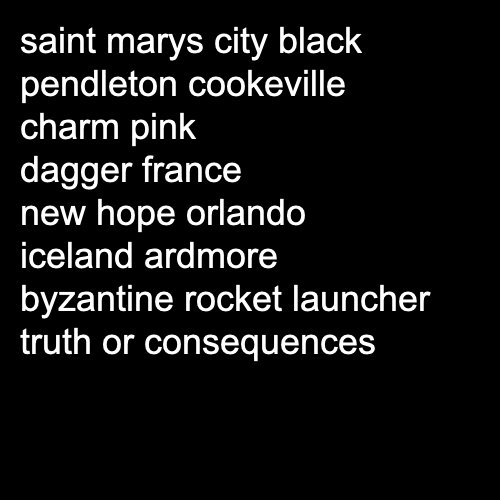 saint marys city black
pendleton cookeville
charm pink
dagger france
new hope orlando
iceland ardmore
byzantine rocket launcher
truth or consequences